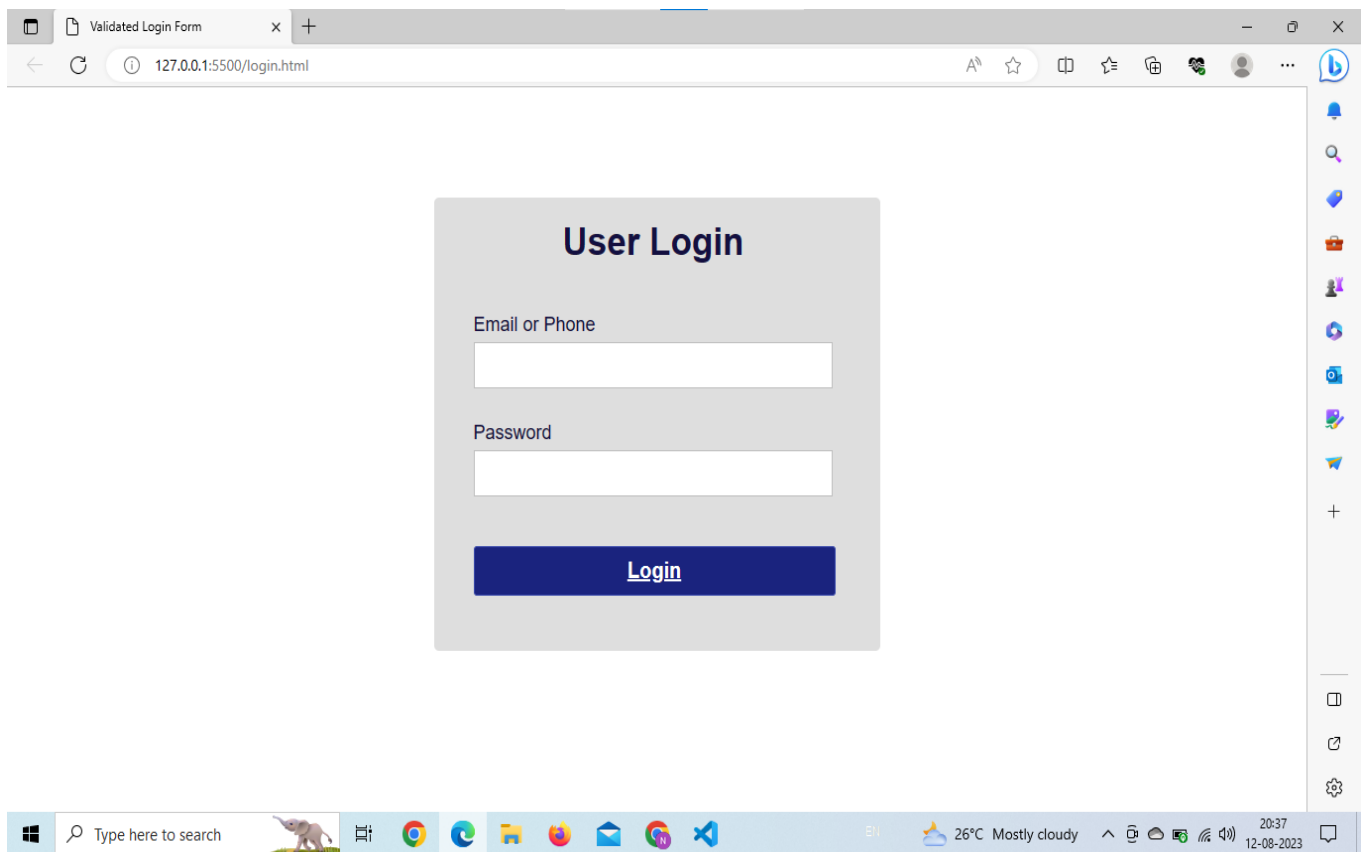 Validated Login Form
127.0.0.1:5500/login.html
User Login
Email or Phone
Password
Login
Type here to search
EN
26°C Mostly cloudy
20:37
12-08-2023